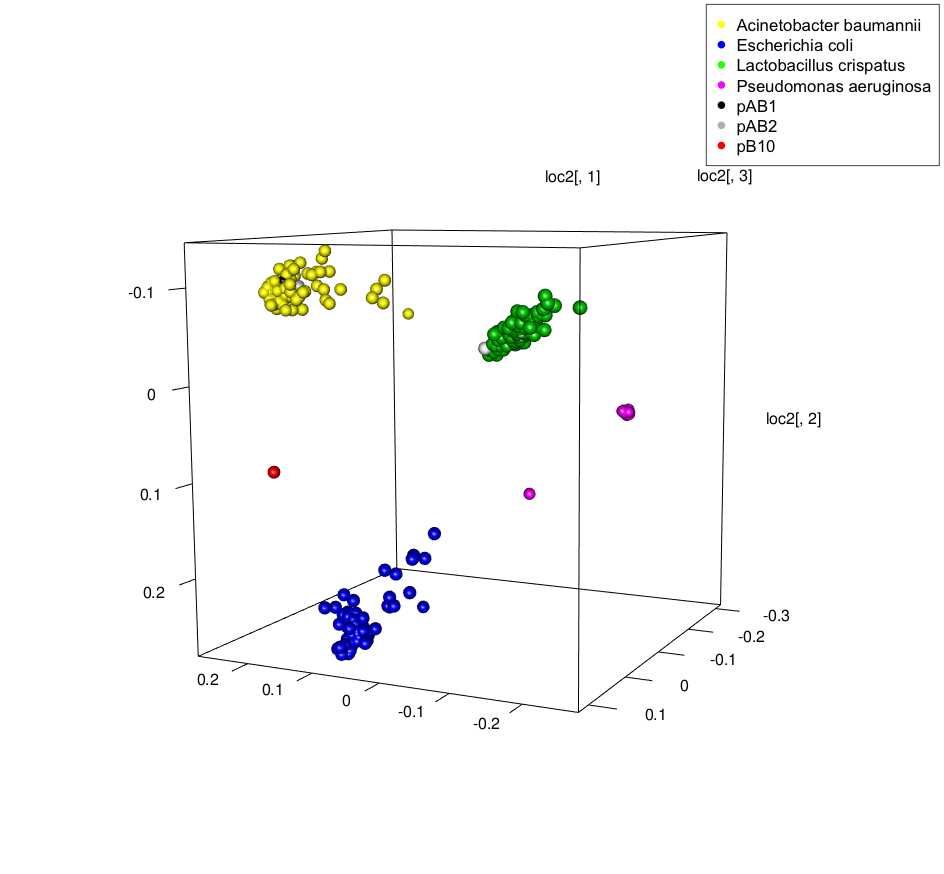 Acinetobacter baumannii
Escherichia coli
Lactobacillus crispatus
Pseudomonas aeruginosa
pAB1
pAB2
pB10
loc2[, 1]
loc2[, 3]
-0.1
0
0.1
0.2
loc2[, 2]
0.2
0.1
0
-0.1
-0.2
-0.3
-0.2
-0.1
0
0.1